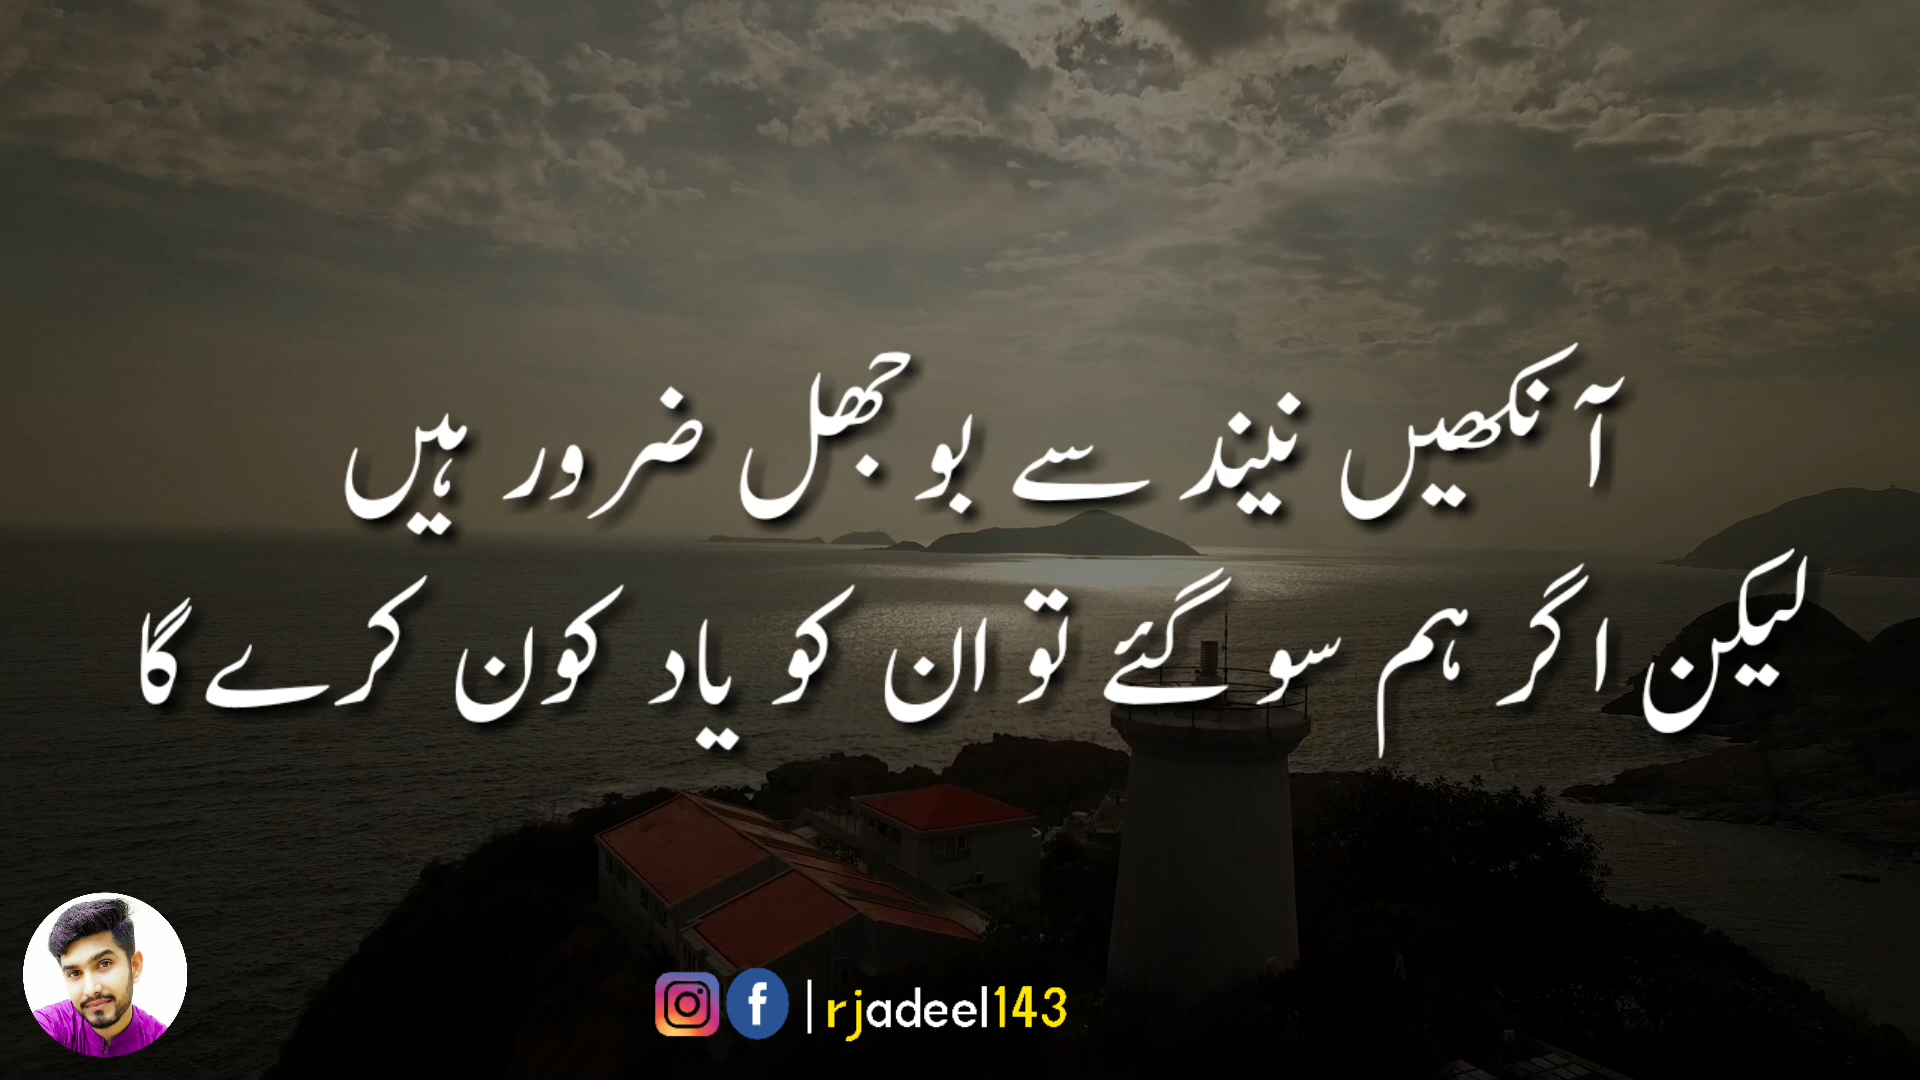 آنکھیں نیند سے بوجھل ضرور ہیں
لیکن اگر ہم سو گئے تو ان کو یاد کون کرے گا
f | rjadeel143